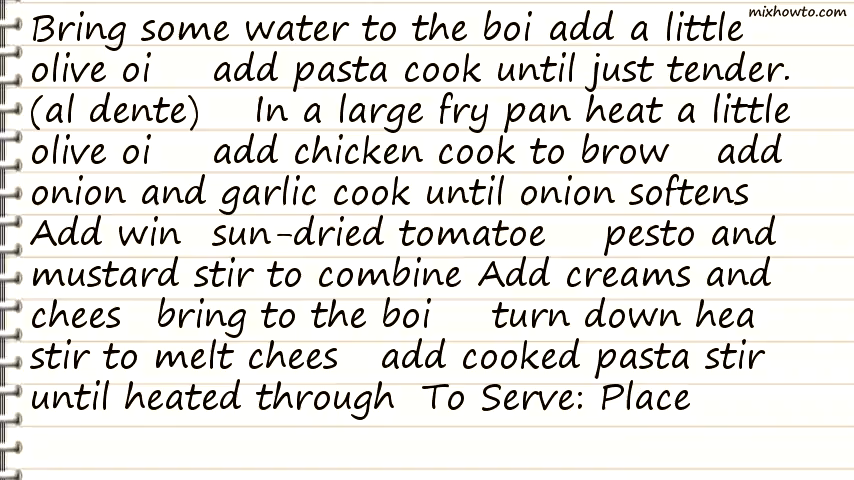 mixhowto.com
Bring some water to the boi add a little
olive oi add pasta cook until just tender.
(al dente) In a large fry pan heat a little
olive oi add chicken cook to brow add
onion and garlic cook until onion softens
Add win sun-dried tomatoe pesto and
mustard stir to combine Add creams and
chees bring to the boi turn down hea
stir to melt chees add cooked pasta stir
until heated through To Serve: Place